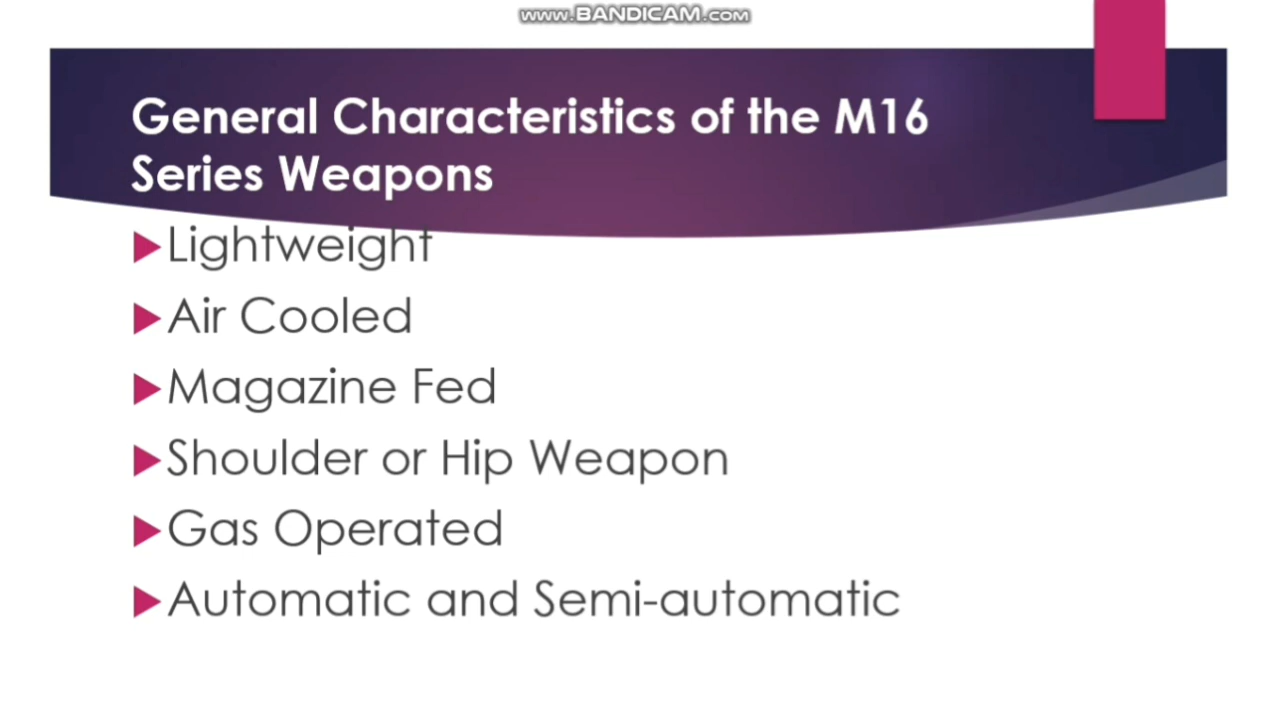 www.BANDICAM.com
General Characteristics of the M16
Series Weapons
Lightweight
Air Cooled
Magazine Fed
Shoulder or Hip Weapon
Gas Operated
Automatic and Semi-automatic